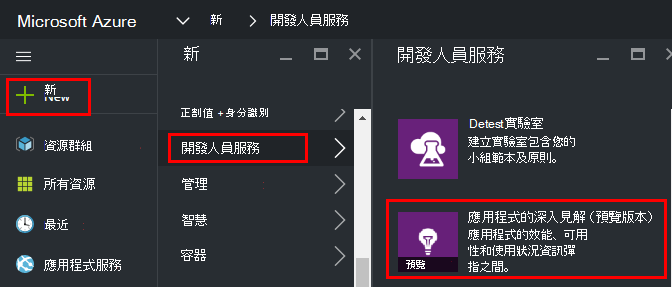 Microsoft Azure
新
開發人員服務
新
New
資源群組
所有資源
最近
應用程式服務
新
正割值 + 身分識別
開發人員服務
管理
智慧
容器
開發人員服務
Detest實驗室
建立實驗室包含您的
小組範本及原則。
預覽
應用程式的深入見解 (預覽版本)
應用程式的效能、可用
性和使用狀況資訊彈
指之間。